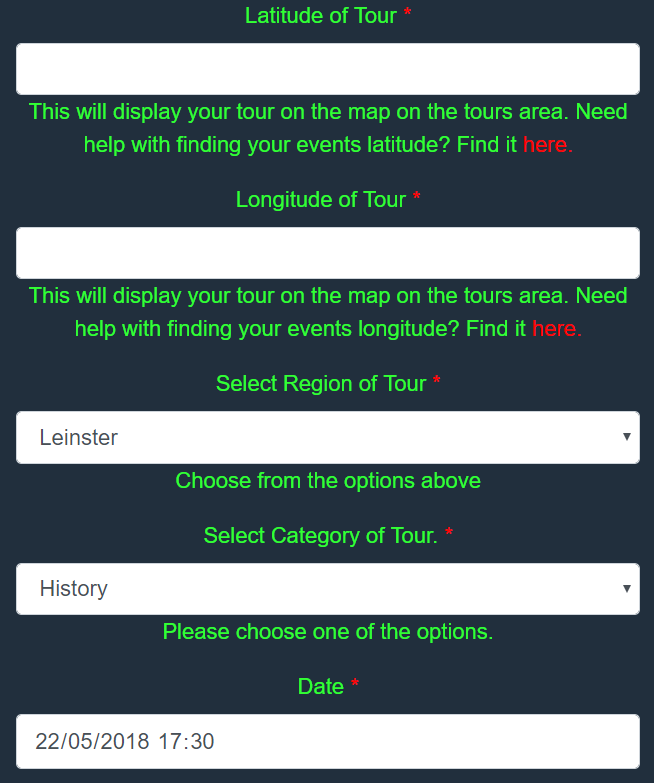 Latitude of Tour *
This will display your tour on the map on the tours area. Need
help with finding your events latitude? Find it here.
Longitude of Tour *
This will display your tour on the map on the tours area. Need
help with finding your events longitude? Find it here.
Select Region of Tour *
Leinster
Choose from the options above
Select Category of Tour. *
History
Please choose one of the options.
Date *
22/05/2018 17:30